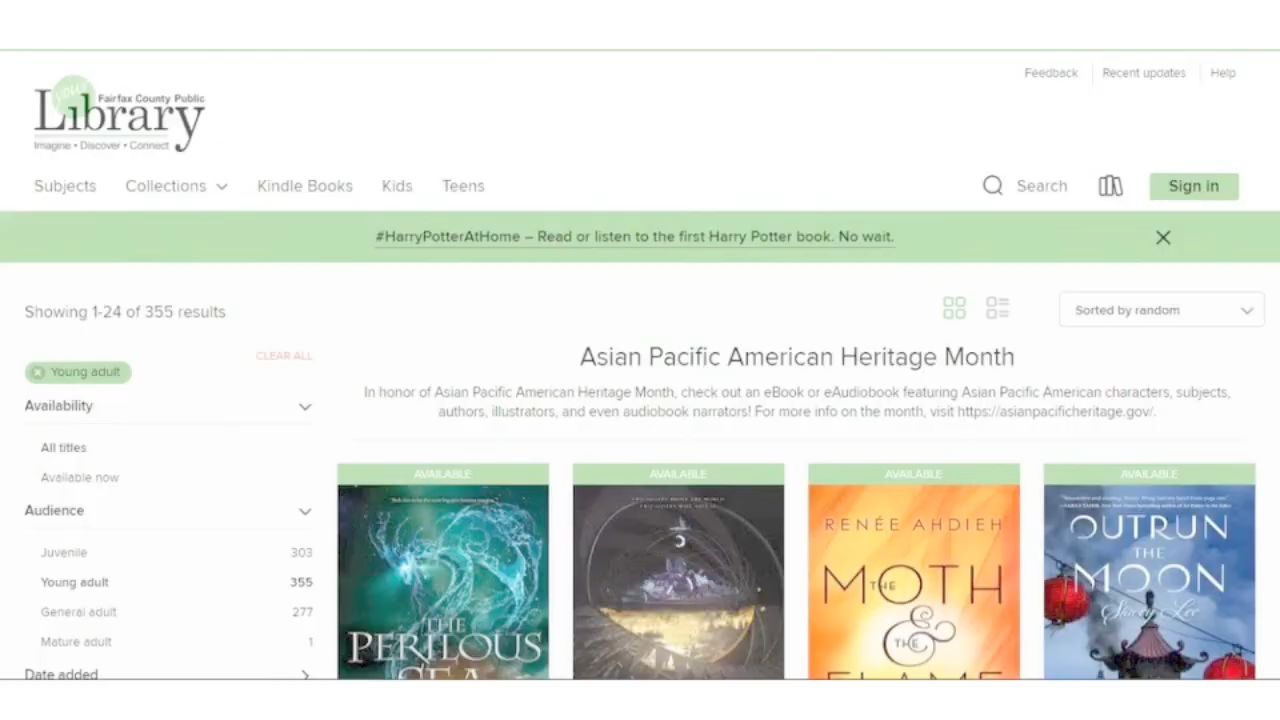 Feedback
Recent updates
Help
your
Fairfax County Public
Library
Imagine • Discover • Connect
Subjects
Collections
Kindle Books
Kids
Teens
Search
Sign in
#HarryPotterAtHome – Read or listen to the first Harry Potter book. No wait.
Showing 1-24 of 355 results
Sorted by random
CLEAR ALL
Young adult
Asian Pacific American Heritage Month
In honor of Asian Pacific American Heritage Month, check out an eBook or eAudiobook featuring Asian Pacific American characters, subjects,
authors, illustrators, and even audiobook narrators! For more info on the month, visit https://asianpacificheritage.gov/.
Availability
All titles
Available now
Audience
Juvenile 303
Young adult 355
General adult 277
Mature adult 1
Date added
AVAILABLE
THE
PERILOUS
SEA
AVAILABLE
AVAILABLE
RENÉE AHDIEH
THE
MOTH
& THE
FLAME
AVAILABLE
OUTRUN
THE
MOON
Stacey Lee